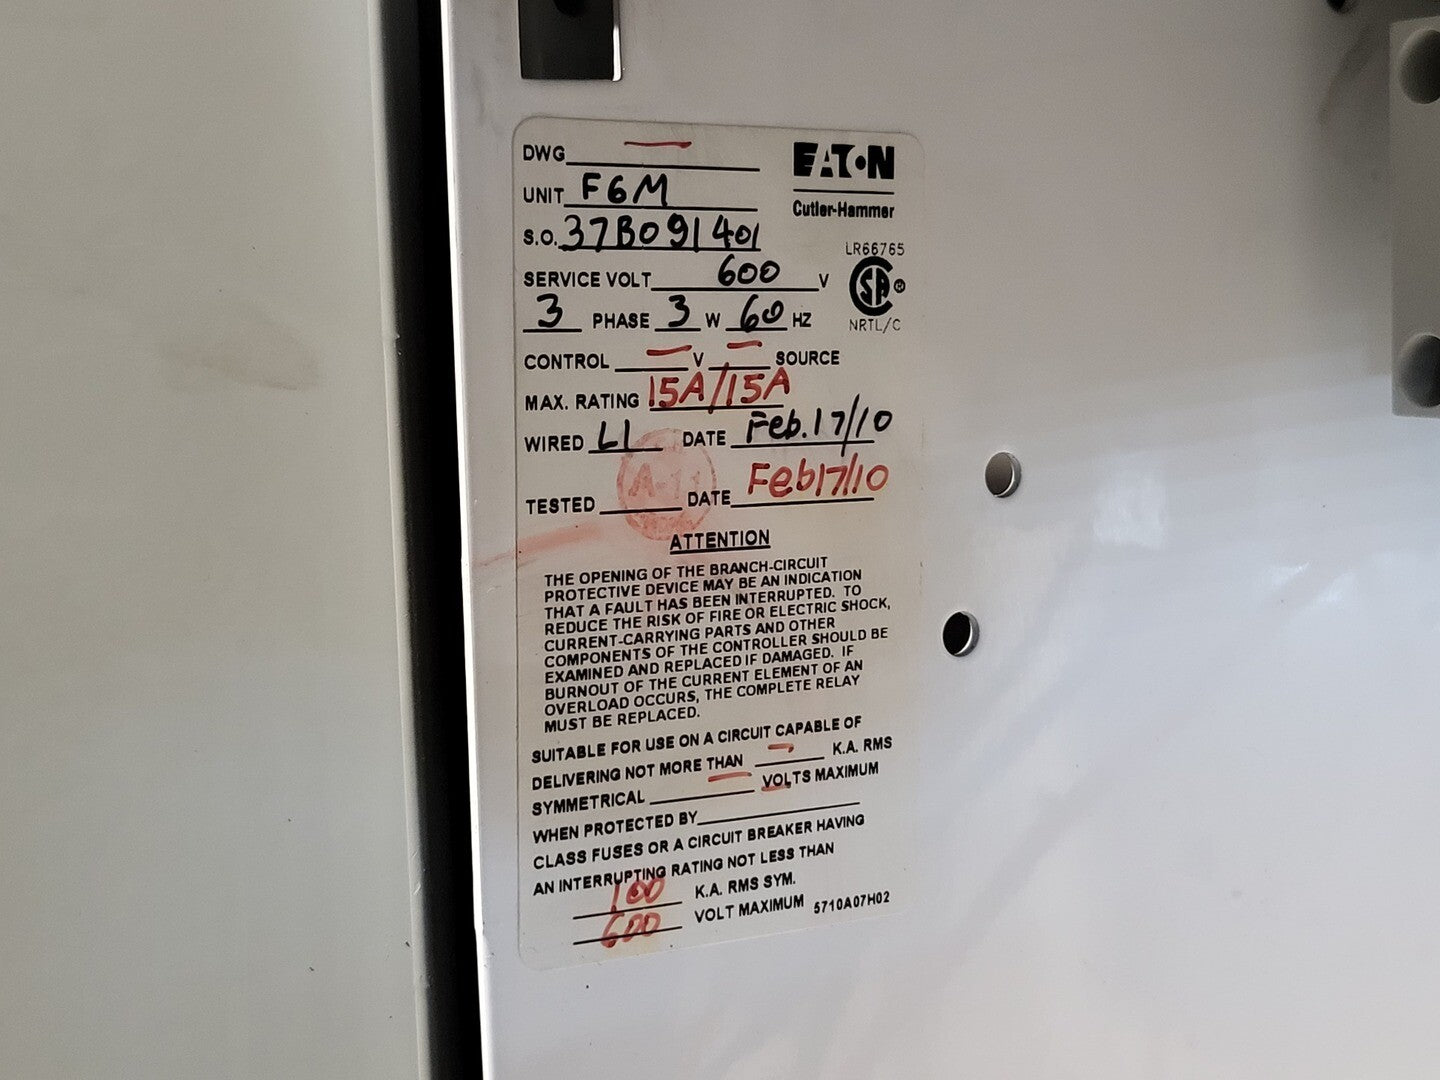 DWG —
EATON
UNIT F6M
Cutler-Hammer
S.O. 37B091401
LR66765
SERVICE VOLT 600 V
SA ®
3 PHASE 3 W 60 HZ
NRTL/C
CONTROL — V — SOURCE
MAX. RATING 15A/15A
WIRED LI DATE Feb.17/10
TESTED A-11 DATE Feb17/10
ATTENTION
THE OPENING OF THE BRANCH-CIRCUIT
PROTECTIVE DEVICE MAY BE AN INDICATION
THAT A FAULT HAS BEEN INTERRUPTED. TO
REDUCE THE RISK OF FIRE OR ELECTRIC SHOCK,
CURRENT-CARRYING PARTS AND OTHER
COMPONENTS OF THE CONTROLLER SHOULD BE
EXAMINED AND REPLACED IF DAMAGED. IF
BURNOUT OF THE CURRENT ELEMENT OF AN
OVERLOAD OCCURS, THE COMPLETE RELAY
MUST BE REPLACED.
SUITABLE FOR USE ON A CIRCUIT CAPABLE OF
DELIVERING NOT MORE THAN — K.A. RMS
SYMMETRICAL — VOLTS MAXIMUM
WHEN PROTECTED BY —
CLASS FUSES OR A CIRCUIT BREAKER HAVING
AN INTERRUPTING RATING NOT LESS THAN
100 K.A. RMS SYM.
600 VOLT MAXIMUM 5710A07H02